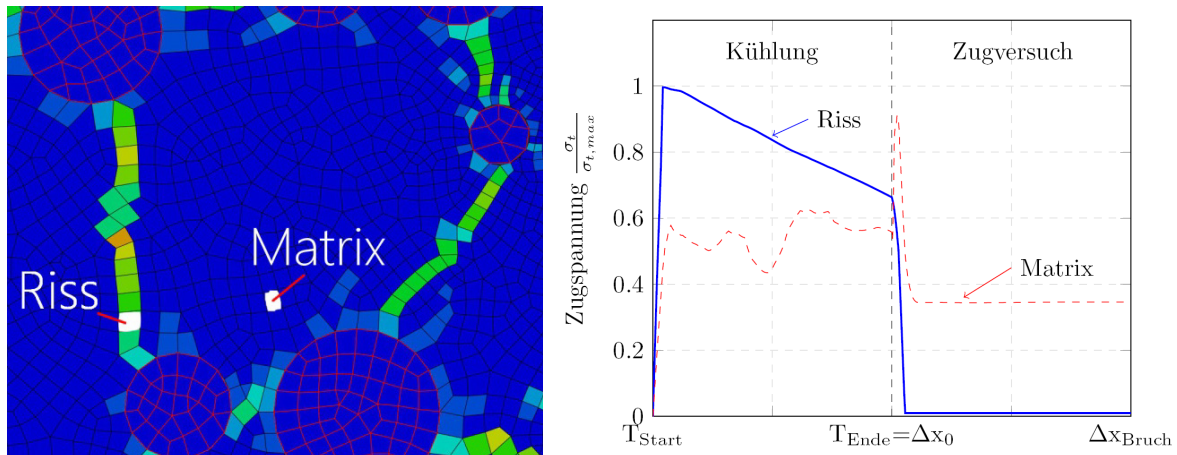 Matrix
Riss
Kühlung
Zugversuch
Riss
Matrix
Zugspannung σt/σt,max
1
0.8
0.6
0.4
0.2
0
TStart
TEnde=Δx0
ΔxBruch